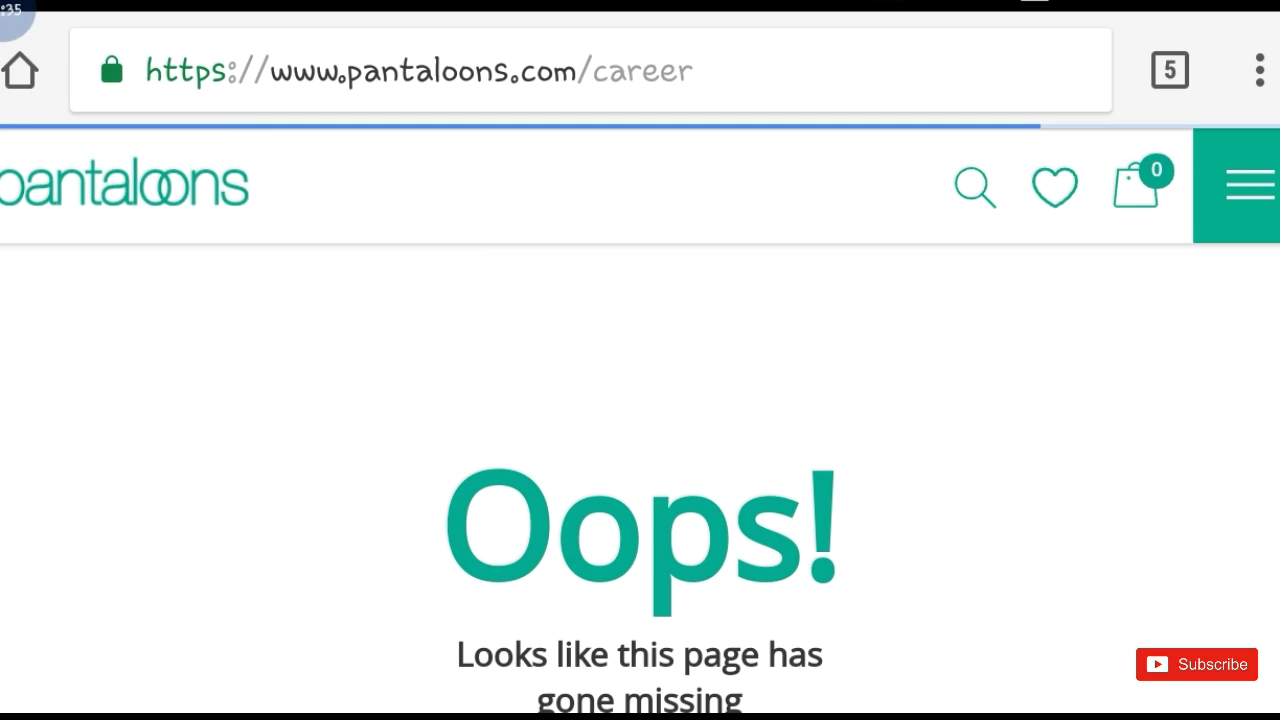 :35
https://www.pantaloons.com/career
5
pantaloons
0
Oops!
Looks like this page has
gone missing
Subscribe